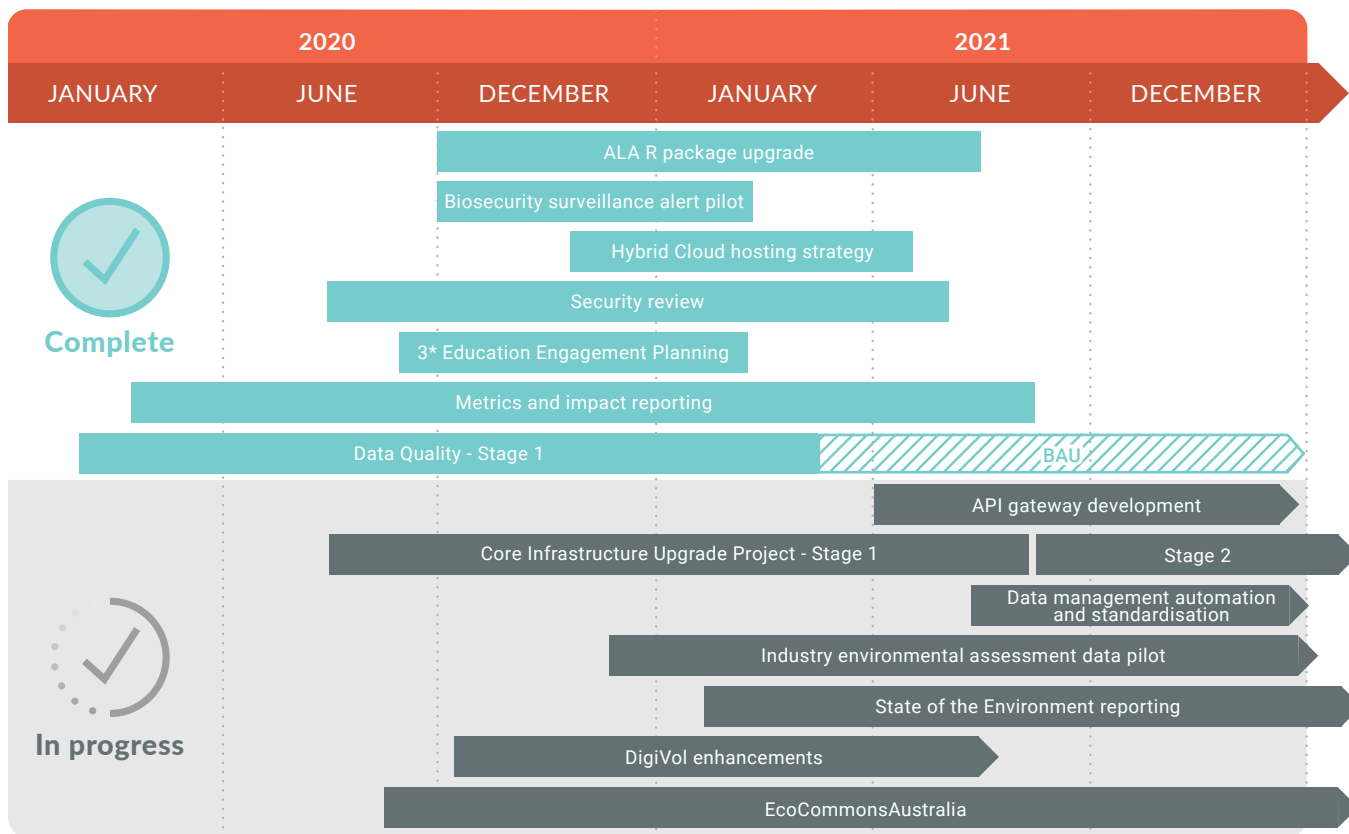 2020
2021
JANUARY
JUNE
DECEMBER
JANUARY
JUNE
DECEMBER
ALA R package upgrade
Biosecurity surveillance alert pilot
Hybrid Cloud hosting strategy
Security review
Complete
3* Education Engagement Planning
Metrics and impact reporting
Data Quality - Stage 1
BAU
API gateway development
Core Infrastructure Upgrade Project - Stage 1
Stage 2
Data management automation
and standardisation
Industry environmental assessment data pilot
State of the Environment reporting
In progress
DigiVol enhancements
EcoCommonsAustralia